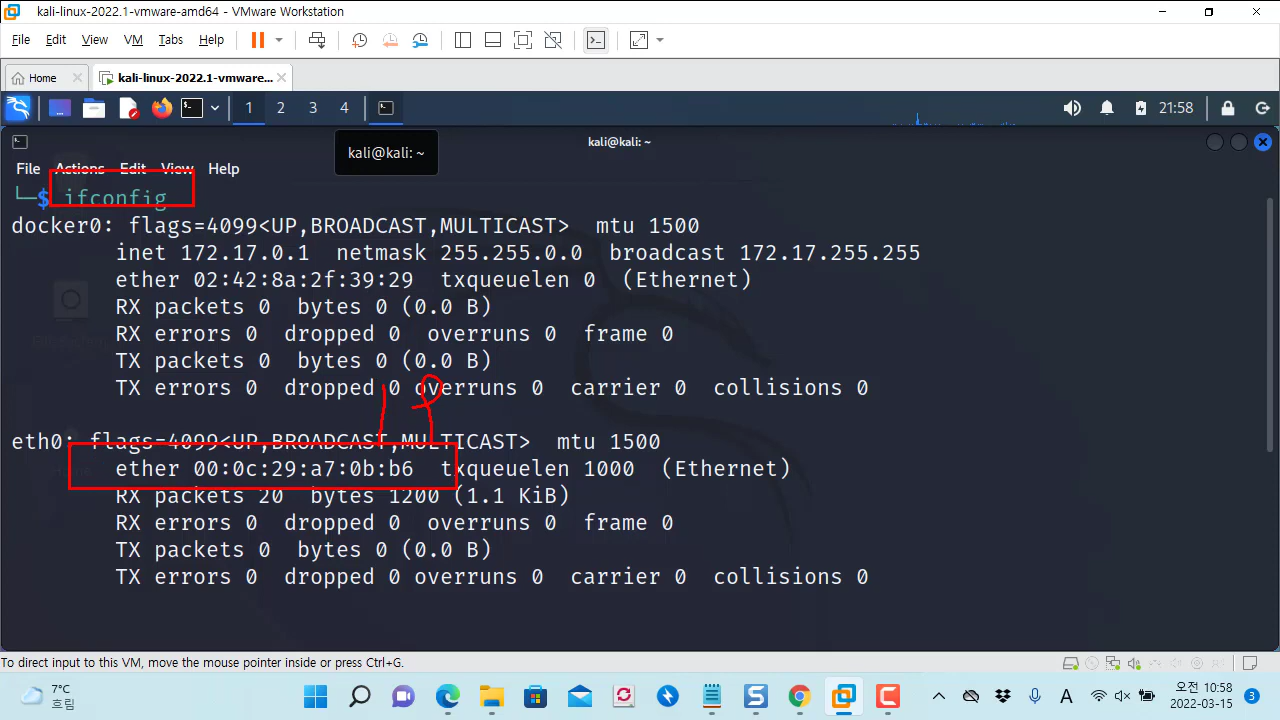 kali-linux-2022.1-vmware-amd64 - VMware Workstation
File Edit View VM Tabs Help
Home kali-linux-2022.1-vmware...
1 2 3 4 21:58
kali@kali: ~
kali@kali: ~
File Actions Edit View Help
└─$ ifconfig
docker0: flags=4099<UP,BROADCAST,MULTICAST> mtu 1500
inet 172.17.0.1 netmask 255.255.0.0 broadcast 172.17.255.255
ether 02:42:8a:2f:39:29 txqueuelen 0 (Ethernet)
RX packets 0 bytes 0 (0.0 B)
RX errors 0 dropped 0 overruns 0 frame 0
TX packets 0 bytes 0 (0.0 B)
TX errors 0 dropped 0 overruns 0 carrier 0 collisions 0
IP
eth0: flags=4099<UP,BROADCAST,MULTICAST> mtu 1500
ether 00:0c:29:a7:0b:b6 txqueuelen 1000 (Ethernet)
RX packets 20 bytes 1200 (1.1 KiB)
RX errors 0 dropped 0 overruns 0 frame 0
TX packets 0 bytes 0 (0.0 B)
TX errors 0 dropped 0 overruns 0 carrier 0 collisions 0
To direct input to this VM, move the mouse pointer inside or press Ctrl+G.
7°C
흐림
A 오전 10:58
2022-03-15
3